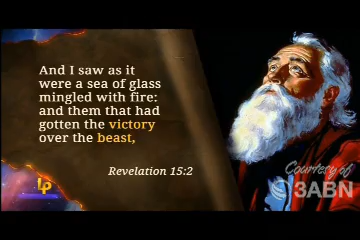 And I saw as it
were a sea of glass
mingled with fire:
and them that had
gotten the victory
over the beast,
Revelation 15:2
Courtesy of
3ABN
LP